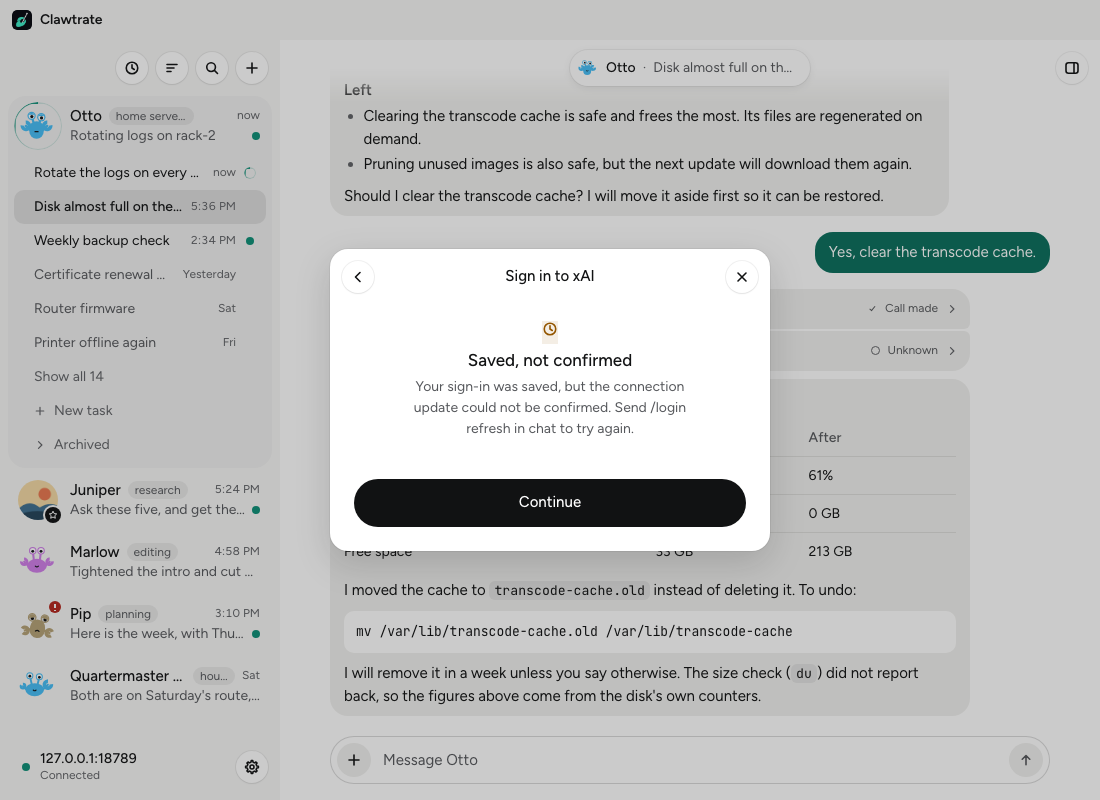 Clawtrate
Otto home serve... now
Rotating logs on rack-2
Rotate the logs on every ... now
Disk almost full on the... 5:36 PM
Weekly backup check 2:34 PM
Certificate renewal ... Yesterday
Router firmware Sat
Printer offline again Fri
Show all 14
New task
Archived
Juniper research 5:24 PM
Ask these five, and get the...
Marlow editing 4:58 PM
Tightened the intro and cut ...
Pip planning 3:10 PM
Here is the week, with Thu...
Quartermaster ... hou... Sat
Both are on Saturday's route,...
127.0.0.1:18789
Connected
Otto · Disk almost full on th...
Left
Clearing the transcode cache is safe and frees the most. Its files are regenerated on
demand.
Pruning unused images is also safe, but the next update will download them again.
Should I clear the transcode cache? I will move it aside first so it can be restored.
Yes, clear the transcode cache.
Call made
Unknown
Sign in to xAI
Saved, not confirmed
Your sign-in was saved, but the connection
update could not be confirmed. Send /login
refresh in chat to try again.
Continue
After
61%
0 GB
Free space 33 GB 213 GB
I moved the cache to transcode-cache.old instead of deleting it. To undo:
mv /var/lib/transcode-cache.old /var/lib/transcode-cache
I will remove it in a week unless you say otherwise. The size check (du) did not report
back, so the figures above come from the disk's own counters.
Message Otto